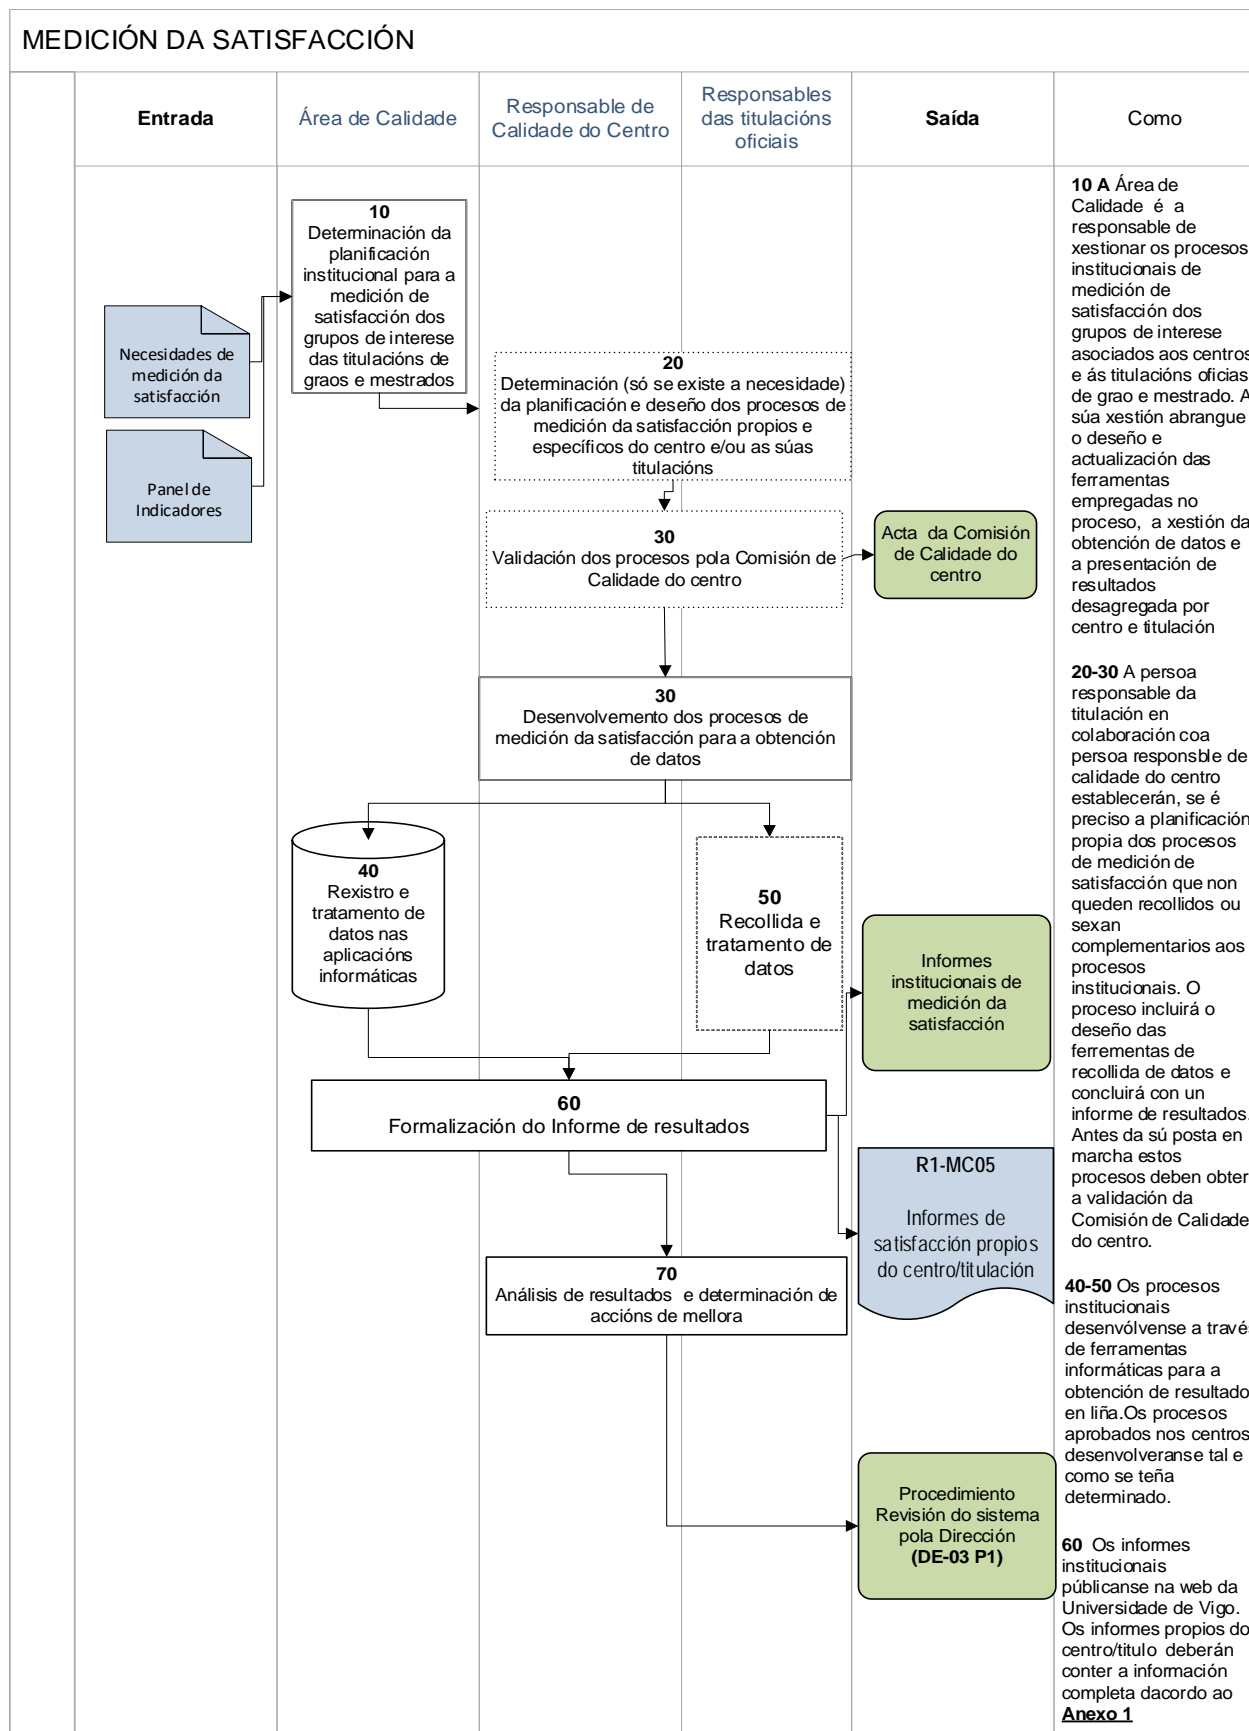 MEDICIÓN DA SATISFACCIÓN
Entrada
Área de Calidade
Responsable de
Calidade do Centro
Responsables
das titulacións
oficiais
Saída
Como
10
Determinación da
planificación
institucional para a
medición de
satisfacción dos
grupos de interese
das titulacións de
graos e mestrados
Necesidades de
medición da
satisfacción
Panel de
Indicadores
20
Determinación (só se existe a necesidade)
da planificación e deseño dos procesos de
medición da satisfacción propios e
específicos do centro e/ou as súas
titulacións
30
Validación dos procesos pola Comisión de
Calidade do centro
Acta da Comisión
de Calidade do
centro
30
Desenvolvemento dos procesos de
medición da satisfacción para a obtención
de datos
40
Rexistro e
tratamento de
datos nas
aplicacións
informáticas
50
Recollida e
tratamento de
datos
Informes
institucionais de
medición da
satisfacción
60
Formalización do Informe de resultados
R1-MC05
Informes de
satisfacción propios
do centro/titulación
70
Análisis de resultados e determinación de
accións de mellora
Procedimiento
Revisión do sistema
pola Dirección
(DE-03 P1)
10 A Área de
Calidade é a
responsable de
xestionar os procesos
institucionais de
medición de
satisfacción dos
grupos de interese
asociados aos centros
e ás titulacións oficias
de grao e mestrado. A
súa xestión abrangue
o deseño e
actualización das
ferramentas
empregadas no
proceso, a xestión da
obtención de datos e
a presentación de
resultados
desagregada por
centro e titulación
20-30 A persoa
responsable da
titulación en
colaboración coa
persoa responsble de
calidade do centro
establecerán, se é
preciso a planificación
propia dos procesos
de medición de
satisfacción que non
queden recollidos ou
sexan
complementarios aos
procesos
institucionais. O
proceso incluirá o
deseño das
ferrementas de
recollida de datos e
concluirá con un
informe de resultados.
Antes da sú posta en
marcha estos
procesos deben obter
a validación da
Comisión de Calidade
do centro.
40-50 Os procesos
institucionais
desenvólvense a través
de ferramentas
informáticas para a
obtención de resultado
en liña.Os procesos
aprobados nos centros
desenvolveranse tal e
como se teña
determinado.
60 Os informes
institucionais
públicanse na web da
Universidade de Vigo.
Os informes propios do
centro/titulo deberán
conter a información
completa dacordo ao
Anexo 1